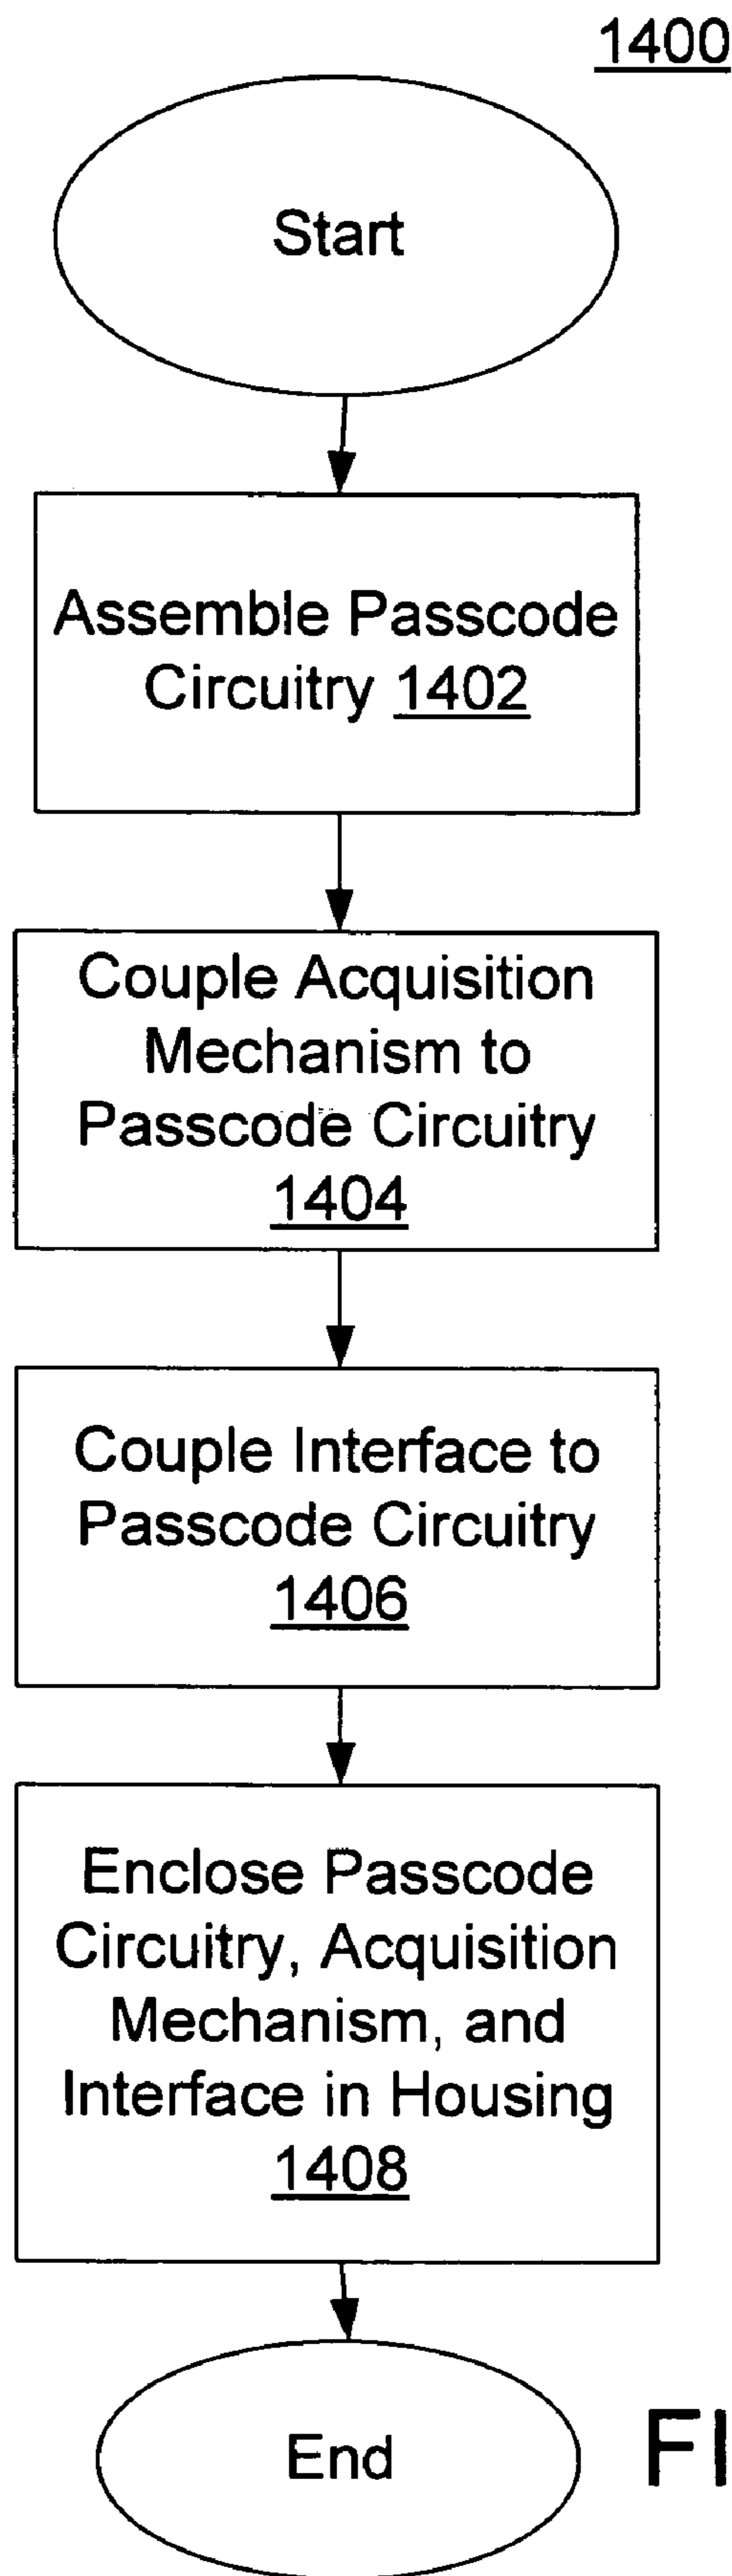 1400
Start
Assemble Passcode
Circuitry 1402
Couple Acquisition
Mechanism to
Passcode Circuitry
1404
Couple Interface to
Passcode Circuitry
1406
Enclose Passcode
Circuitry, Acquisition
Mechanism, and
Interface in Housing
1408
End
FI